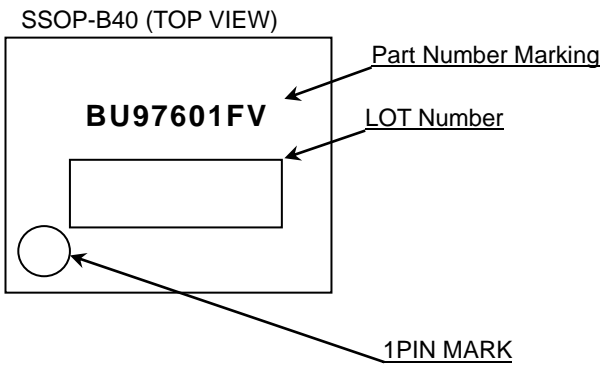 SSOP-B40 (TOP VIEW)
Part Number Marking
BU97601FV
LOT Number
1PIN MARK